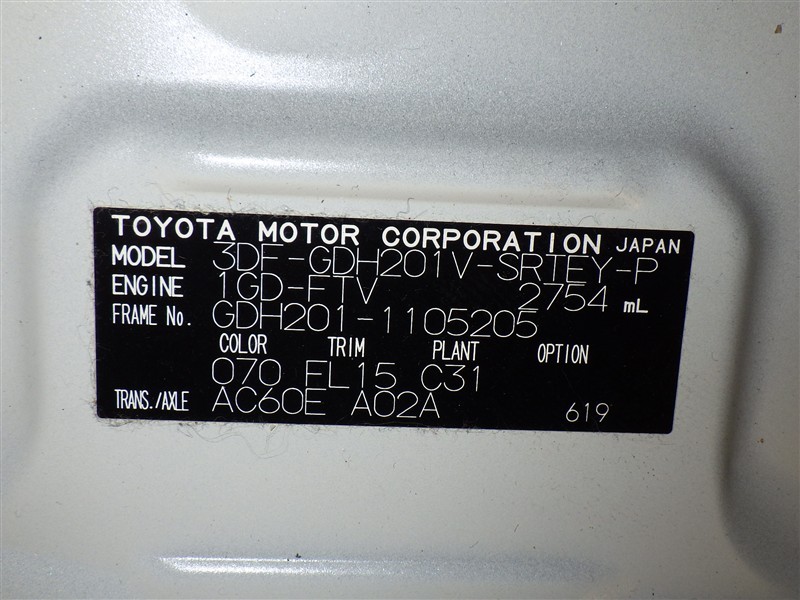 TOYOTA MOTOR CORPORATION JAPAN
MODEL 3DF-GDH201V-SRTEY-P
ENGINE 1GD-FTV 2754 mL
FRAME No. GDH201-1105205
COLOR TRIM PLANT OPTION
070 FL15 C31
TRANS./AXLE AC60E A02A 619